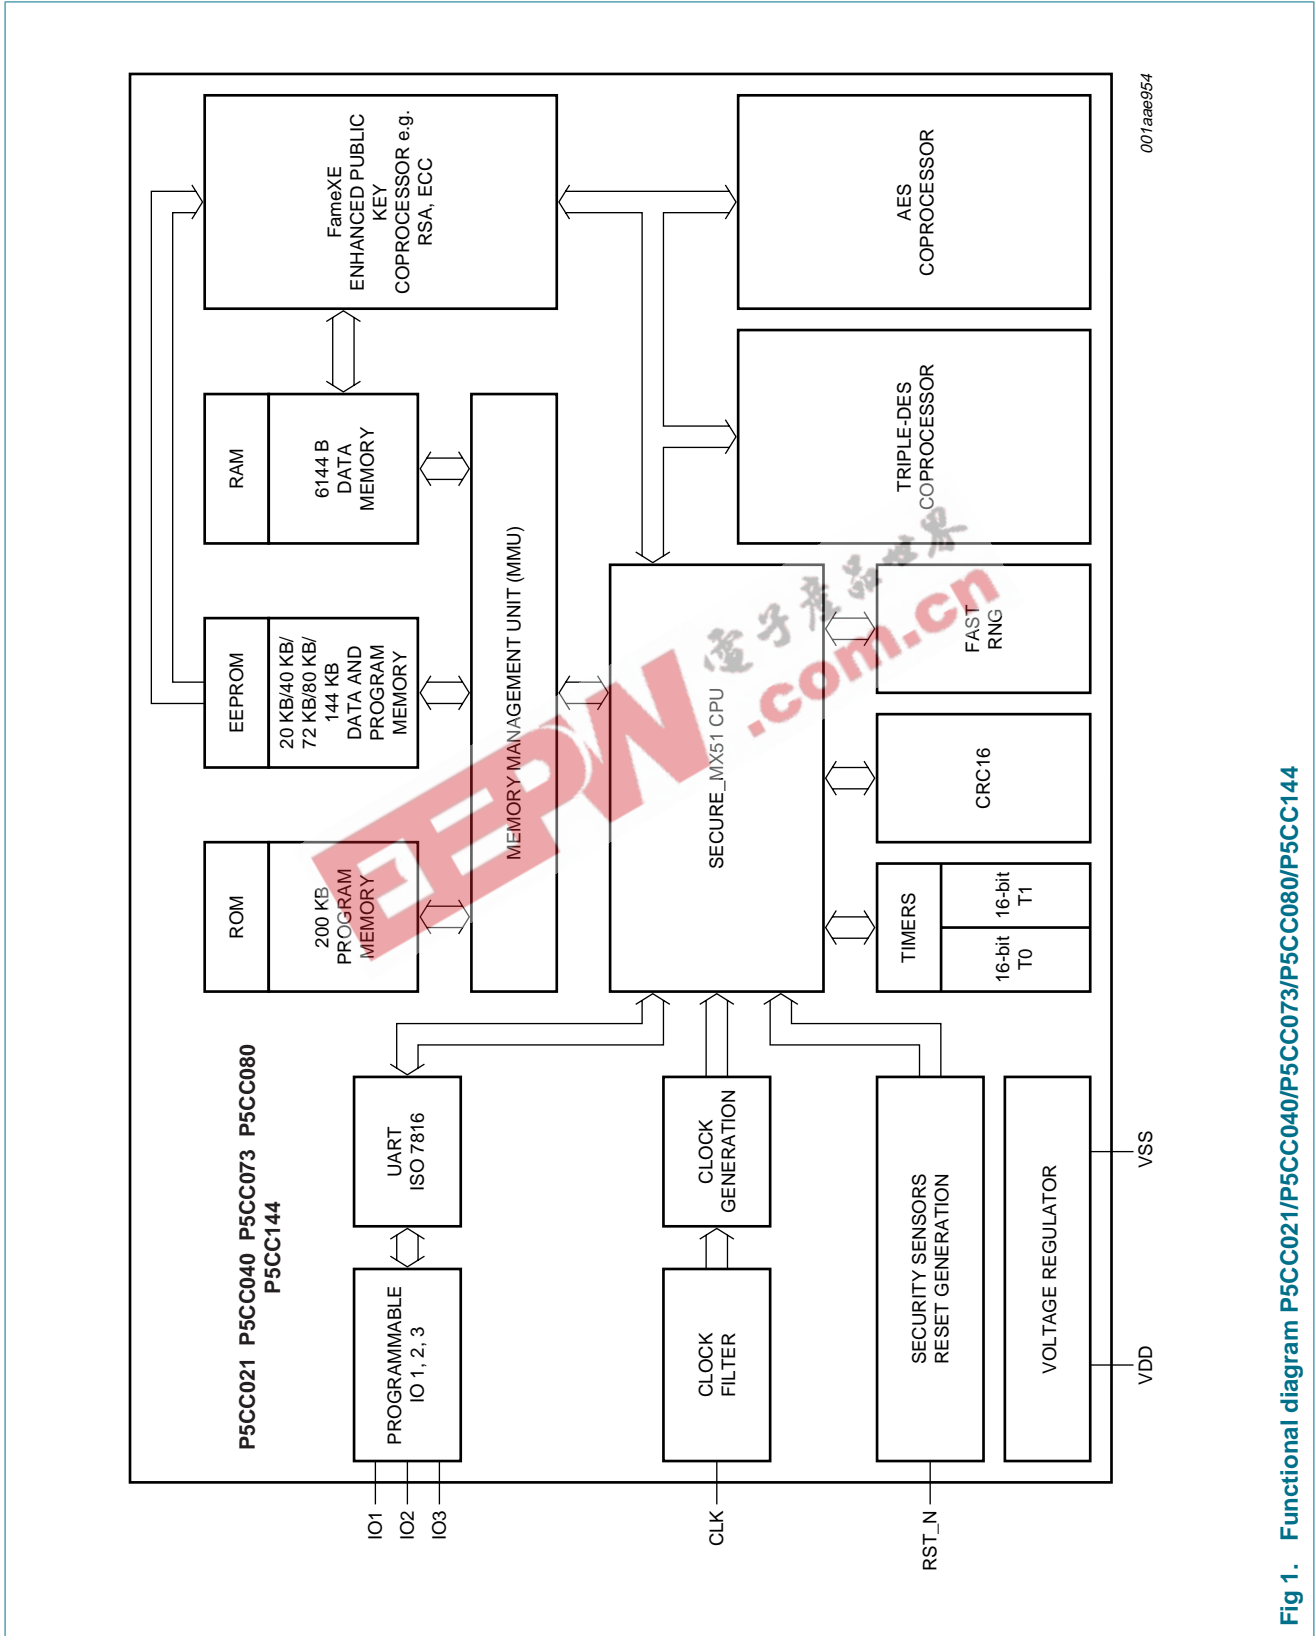 P5CC021 P5CC040 P5CC073 P5CC080
P5CC144
ROM
200 KB
PROGRAM
MEMORY
EEPROM
20 KB/40 KB/
72 KB/80 KB/
144 KB
DATA AND
PROGRAM
MEMORY
RAM
6144 B
DATA
MEMORY
FameXE
ENHANCED PUBLIC
KEY
COPROCESSOR e.g.
RSA, ECC
MEMORY MANAGEMENT UNIT (MMU)
IO1
IO2
IO3
PROGRAMMABLE
IO 1, 2, 3
UART
ISO 7816
CLK
CLOCK
FILTER
CLOCK
GENERATION
SECURE_MX51 CPU
RST_N
SECURITY SENSORS
RESET GENERATION
VOLTAGE REGULATOR
VDD
VSS
TIMERS
16-bit
T0
16-bit
T1
CRC16
FAST
RNG
TRIPLE-DES
COPROCESSOR
AES
COPROCESSOR
001aae954
EEPW
電子產品世界
.com.cn
Fig 1. Functional diagram P5CC021/P5CC040/P5CC073/P5CC080/P5CC144